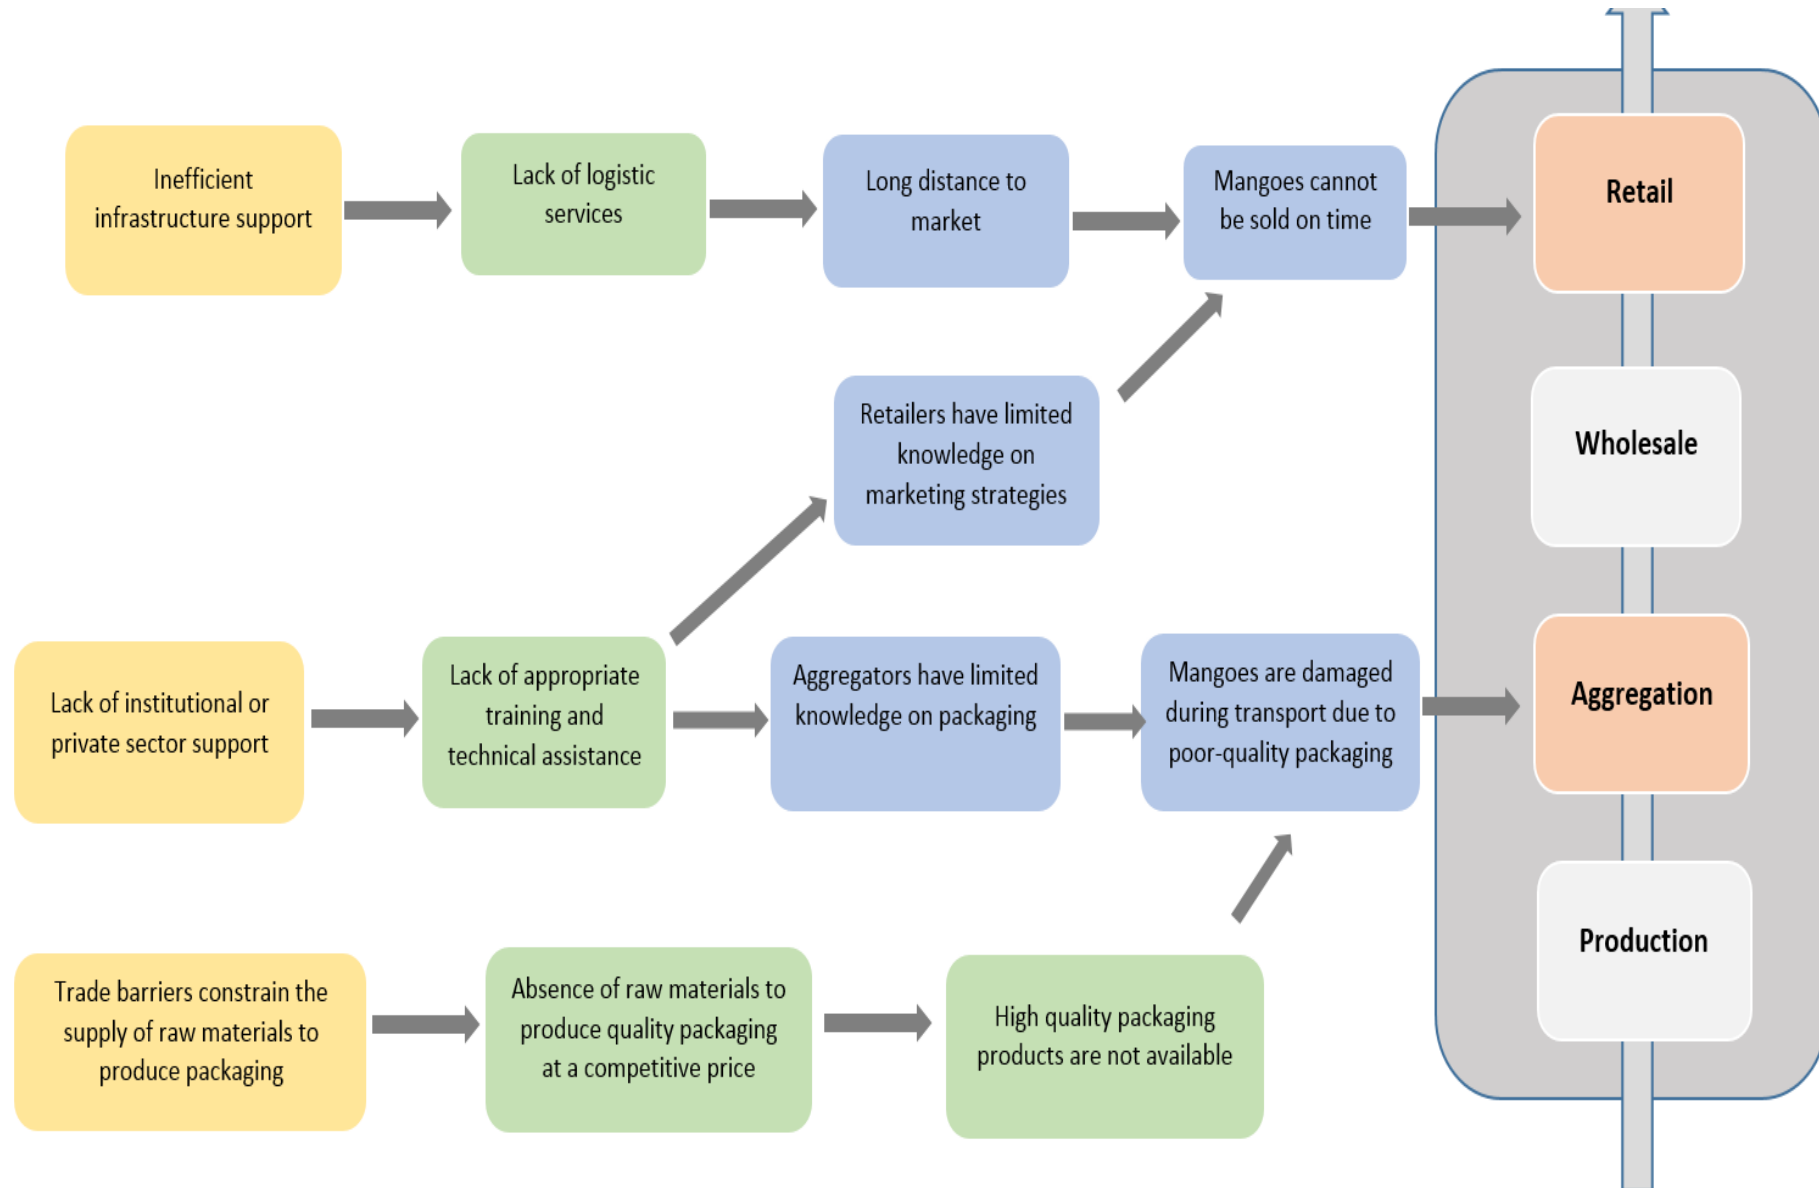 Inefficient
infrastructure support
Lack of logistic
services
Long distance to
market
Mangoes cannot
be sold on time
Retail
Retailers have limited
knowledge on
marketing strategies
Wholesale
Lack of institutional or
private sector support
Lack of appropriate
training and
technical assistance
Aggregators have limited
knowledge on packaging
Mangoes are damaged
during transport due to
poor-quality packaging
Aggregation
Trade barriers constrain the
supply of raw materials to
produce packaging
Absence of raw materials to
produce quality packaging
at a competitive price
High quality packaging
products are not available
Production